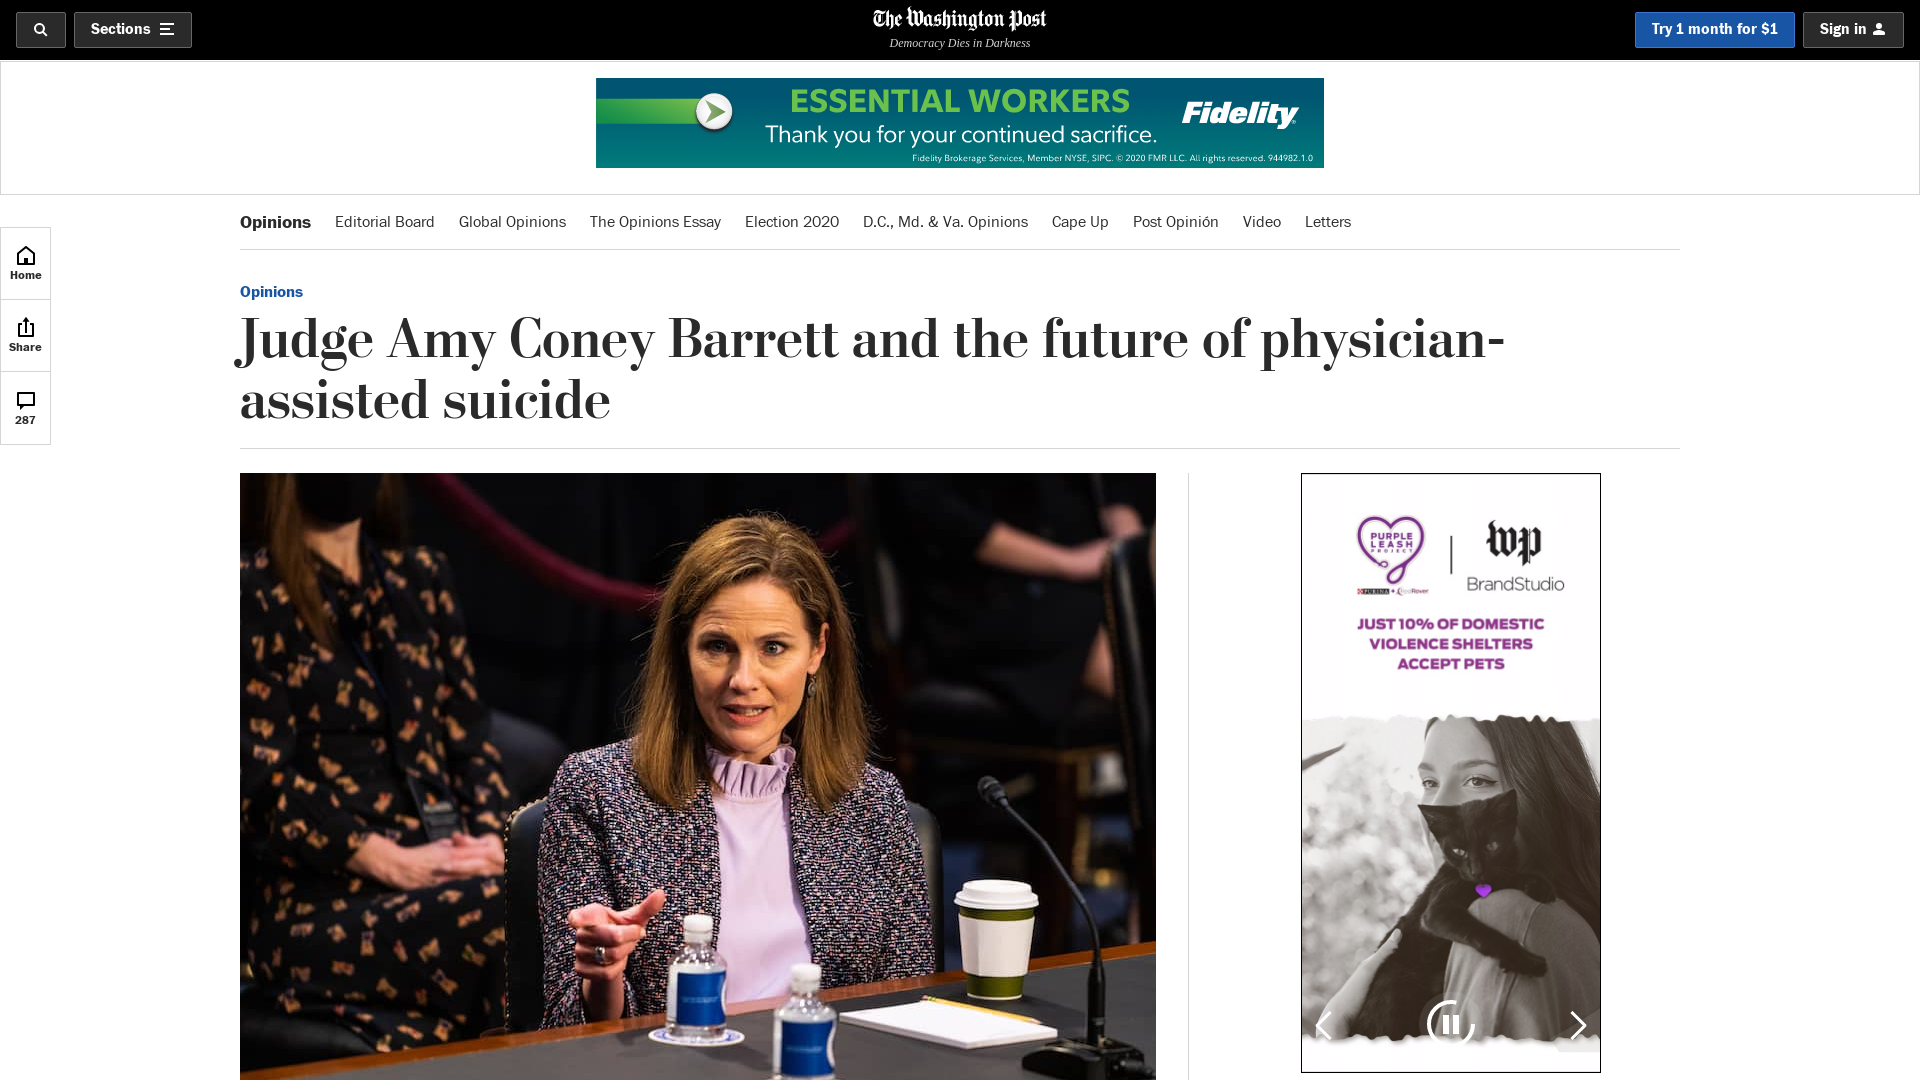 Sections
The Washington Post
Democracy Dies in Darkness
Try 1 month for $1
Sign in
ESSENTIAL WORKERS
Thank you for your continued sacrifice.
Fidelity
Fidelity Brokerage Services, Member NYSE, SIPC. © 2020 FMR LLC. All rights reserved. 944982.1.0
Opinions Editorial Board Global Opinions The Opinions Essay Election 2020 D.C., Md. & Va. Opinions Cape Up Post Opinión Video Letters
Home
Share
287
Opinions
Judge Amy Coney Barrett and the future of physician-
assisted suicide
PURPLE
LEASH
PROJECT
PURINA + RedRover
wp
BrandStudio
JUST 10% OF DOMESTIC
VIOLENCE SHELTERS
ACCEPT PETS